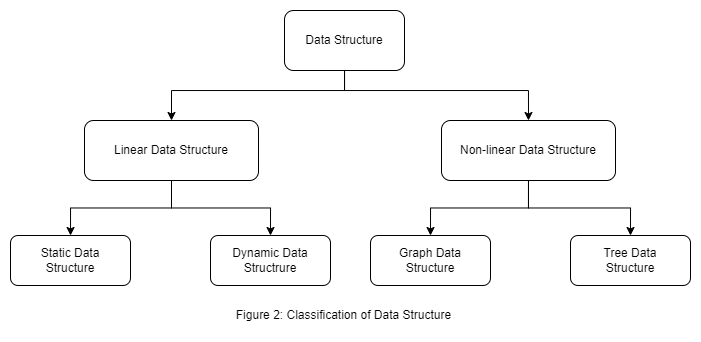 Data Structure
Linear Data Structure
Non-linear Data Structure
Static Data
Structure
Dynamic Data
Structrure
Graph Data
Structure
Tree Data
Structure
Figure 2: Classification of Data Structure